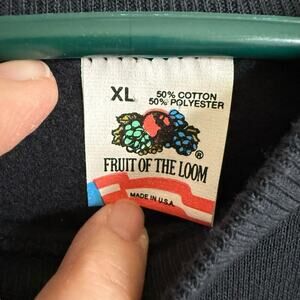 XL
50% COTTON
50% POLYESTER
FRUIT OF THE LOOM ®
MADE IN U.S.A.